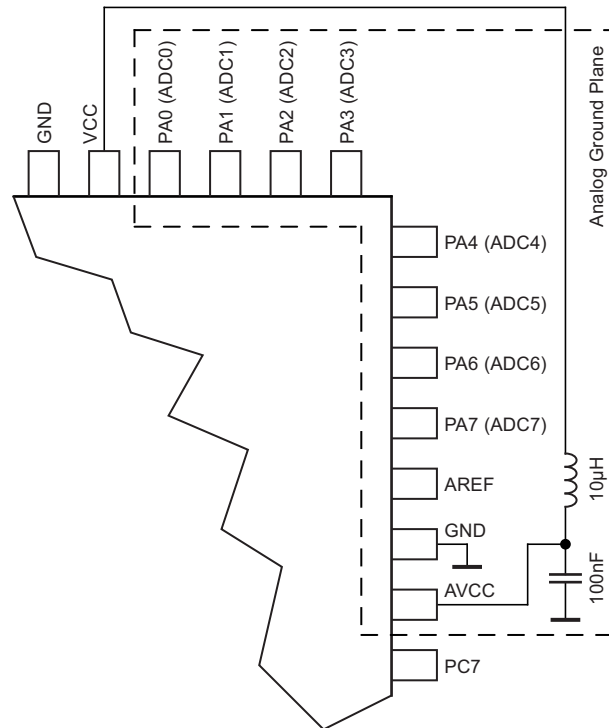 GND
VCC
PA0 (ADC0)
PA1 (ADC1)
PA2 (ADC2)
PA3 (ADC3)
Analog Ground Plane
PA4 (ADC4)
PA5 (ADC5)
PA6 (ADC6)
PA7 (ADC7)
AREF
10µH
GND
AVCC
100nF
PC7